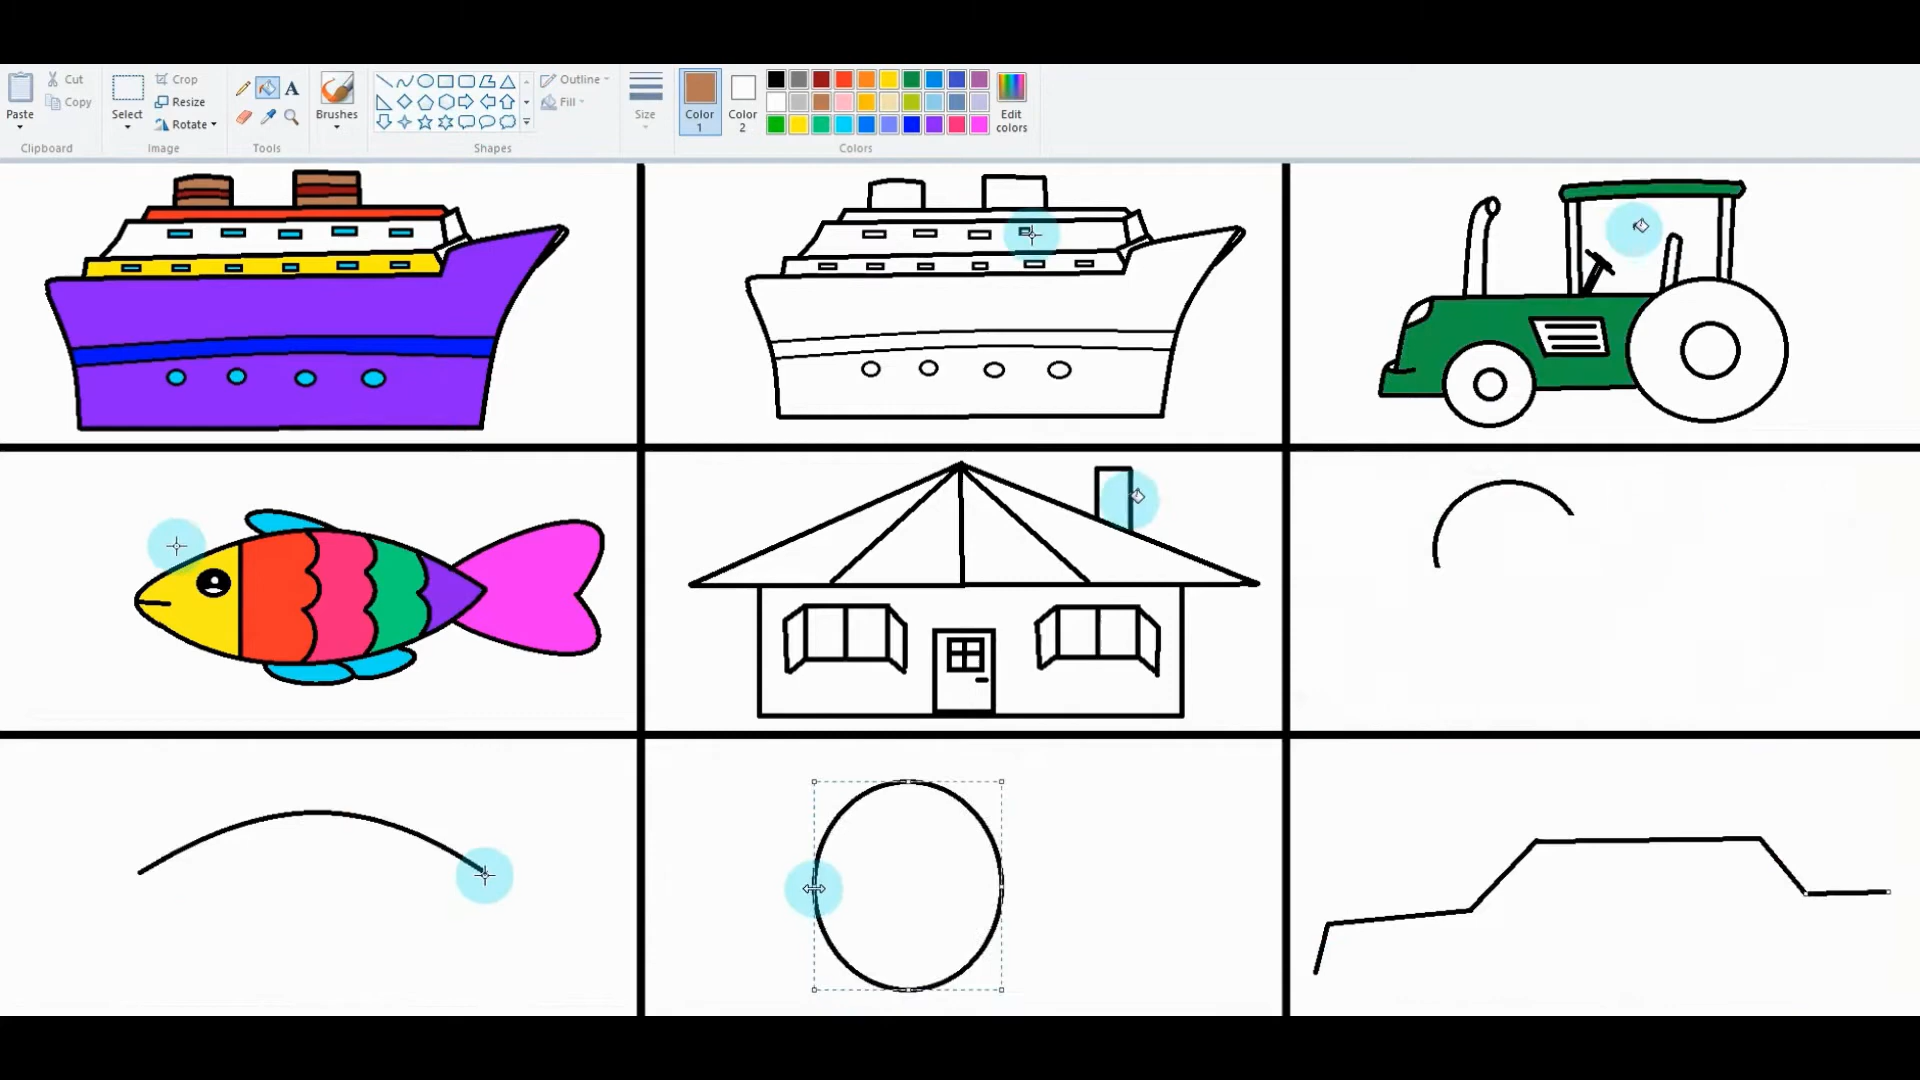 Paste
Cut
Copy
Clipboard
Select
Crop
Resize
Rotate
Image
A
Tools
Brushes
Shapes
Outline
Fill
Size
Color
1
Color
2
Colors
Edit
colors